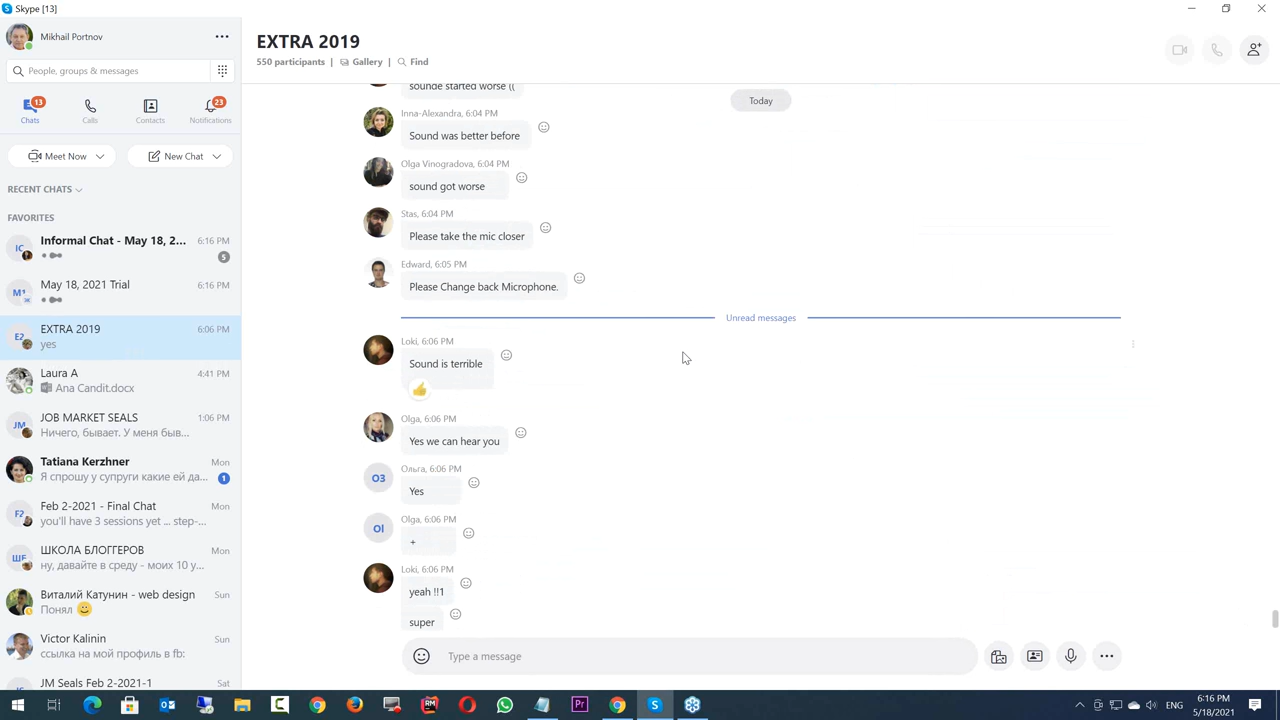 Skype [13]
Mikhail Portnov
People, groups & messages
13
23
Chats
Calls
Contacts
Notifications
Meet Now
New Chat
RECENT CHATS
FAVORITES
IC
Informal Chat - May 18, 2...
6:16 PM
5
M1
May 18, 2021 Trial
6:16 PM
E2
EXTRA 2019
6:06 PM
yes
Laura A
4:41 PM
Ana Candit.docx
JM
JOB MARKET SEALS
1:06 PM
Ничего, бывает. У меня быв...
Tatiana Kerzhner
Mon
Я спрошу у супруги какие ей да...
1
F2
Feb 2-2021 - Final Chat
Mon
you'll have 3 sessions yet ... step-...
ШЕ
ШКОЛА БЛОГГЕРОВ
Mon
ну, давайте в среду - моих 10 у...
Виталий Катунин - web design
Sun
Понял
Victor Kalinin
Sun
ссылка на мой профиль в fb:
JM Seals Feb 2-2021-1
Sat
EXTRA 2019
550 participants | Gallery | Find
sounde started worse ((
Today
Inna-Alexandra, 6:04 PM
Sound was better before
Olga Vinogradova, 6:04 PM
sound got worse
Stas, 6:04 PM
Please take the mic closer
Edward, 6:05 PM
Please Change back Microphone.
Unread messages
Loki, 6:06 PM
Sound is terrible
Olga, 6:06 PM
Yes we can hear you
ОЗ
Ольга, 6:06 PM
Yes
Ol
Olga, 6:06 PM
+
Loki, 6:06 PM
yeah !!1
super
Type a message
6:16 PM
5/18/2021